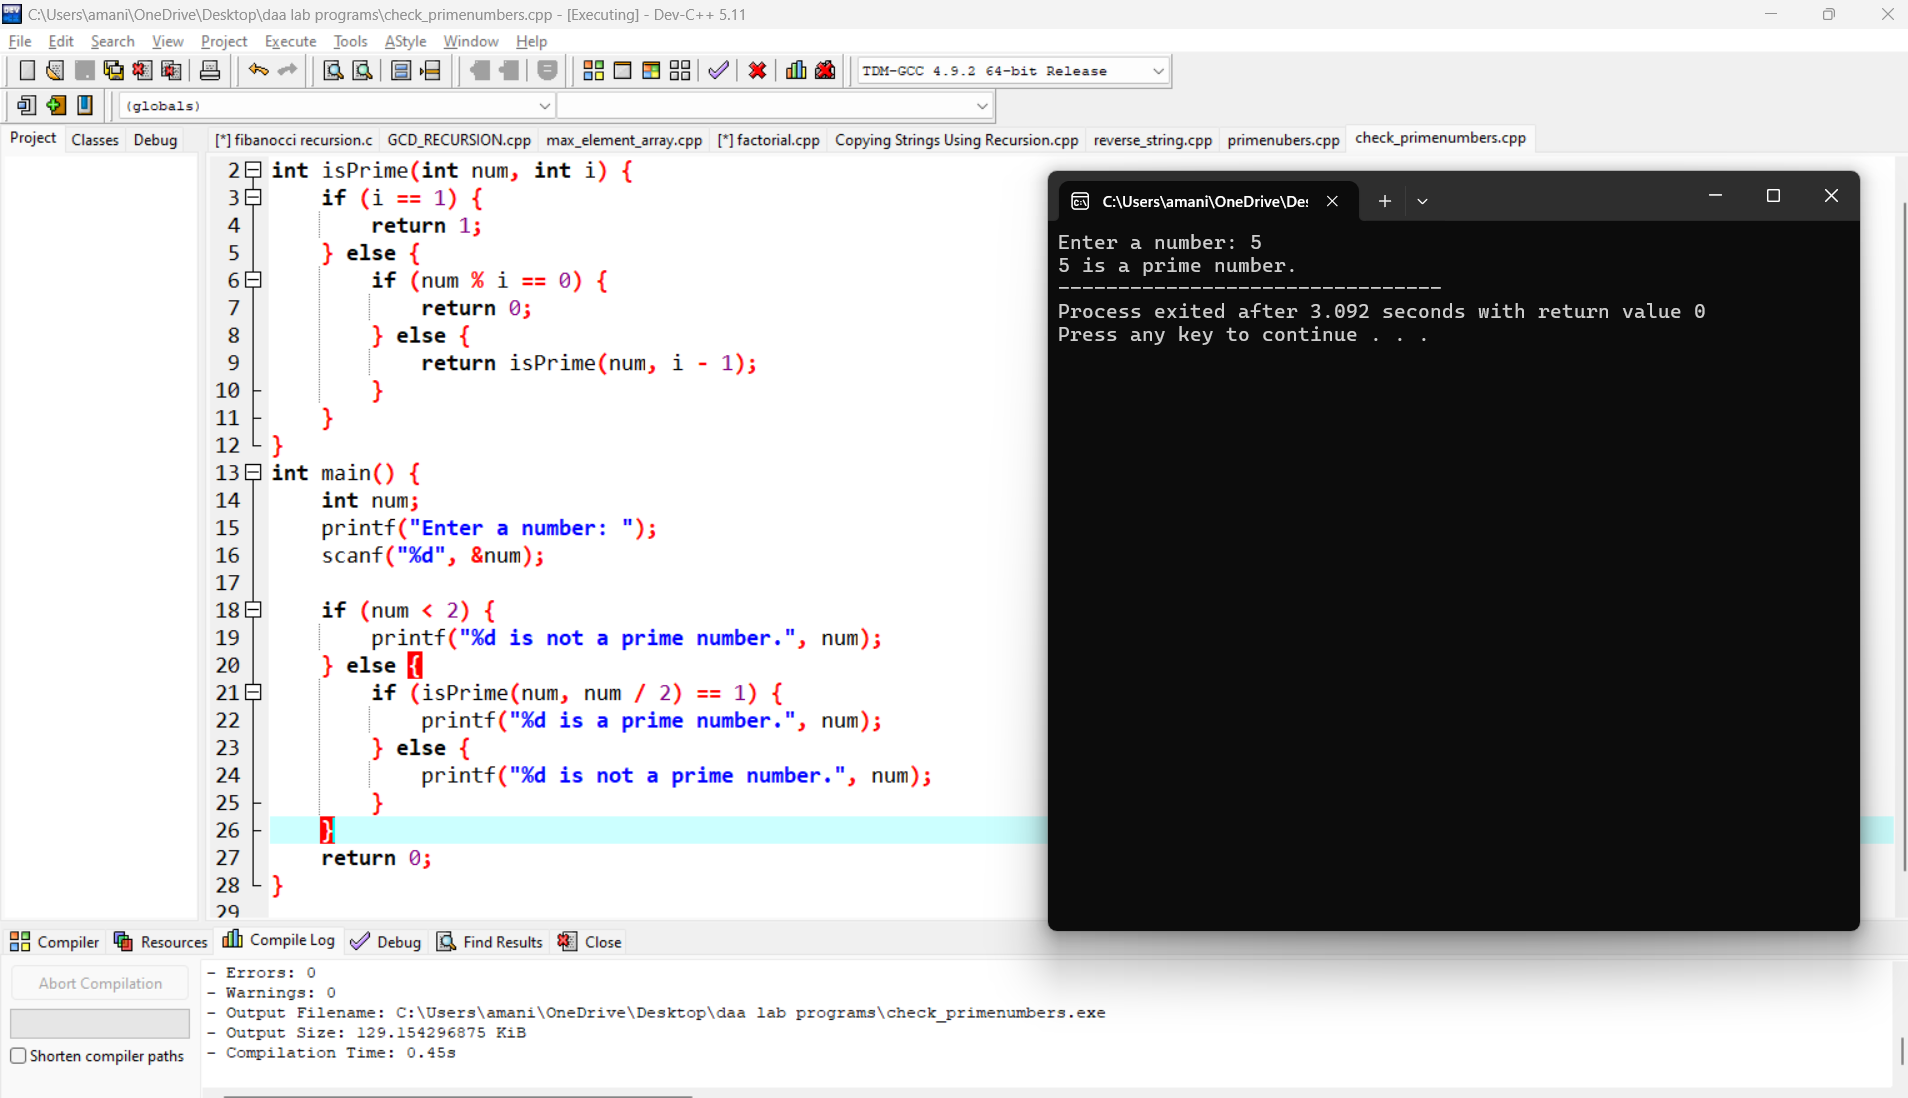 C:\Users\amani\OneDrive\Desktop\daa lab programs\check_primenumbers.cpp - [Executing] - Dev-C++ 5.11
File Edit Search View Project Execute Tools AStyle Window Help
TDM-GCC 4.9.2 64-bit Release
(globals)
Project Classes Debug
[*] fibanocci recursion.c GCD_RECURSION.cpp max_element_array.cpp [*] factorial.cpp Copying Strings Using Recursion.cpp reverse_string.cpp primenubers.cpp check_primenumbers.cpp
2 int isPrime(int num, int i) {
3 if (i == 1) {
4 return 1;
5 } else {
6 if (num % i == 0) {
7 return 0;
8 } else {
9 return isPrime(num, i - 1);
10 }
11 }
12 }
13 int main() {
14 int num;
15 printf("Enter a number: ");
16 scanf("%d", &num);
17
18 if (num < 2) {
19 printf("%d is not a prime number.", num);
20 } else {
21 if (isPrime(num, num / 2) == 1) {
22 printf("%d is a prime number.", num);
23 } else {
24 printf("%d is not a prime number.", num);
25 }
26 }
27 return 0;
28 }
29
C:\Users\amani\OneDrive\Des
Enter a number: 5
5 is a prime number.
--------------------------------
Process exited after 3.092 seconds with return value 0
Press any key to continue . . .
Compiler Resources Compile Log Debug Find Results Close
Abort Compilation
Shorten compiler paths
- Errors: 0
- Warnings: 0
- Output Filename: C:\Users\amani\OneDrive\Desktop\daa lab programs\check_primenumbers.exe
- Output Size: 129.154296875 KiB
- Compilation Time: 0.45s